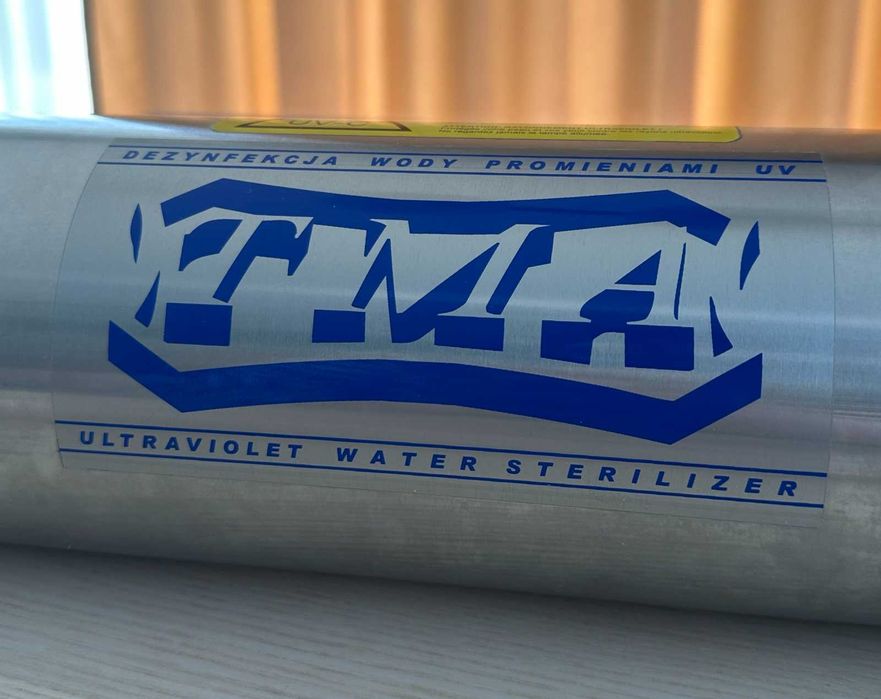 DEZYNFEKCJA WODY PROMIENIAMI UV
TMA
ULTRAVIOLET WATER STERILIZER